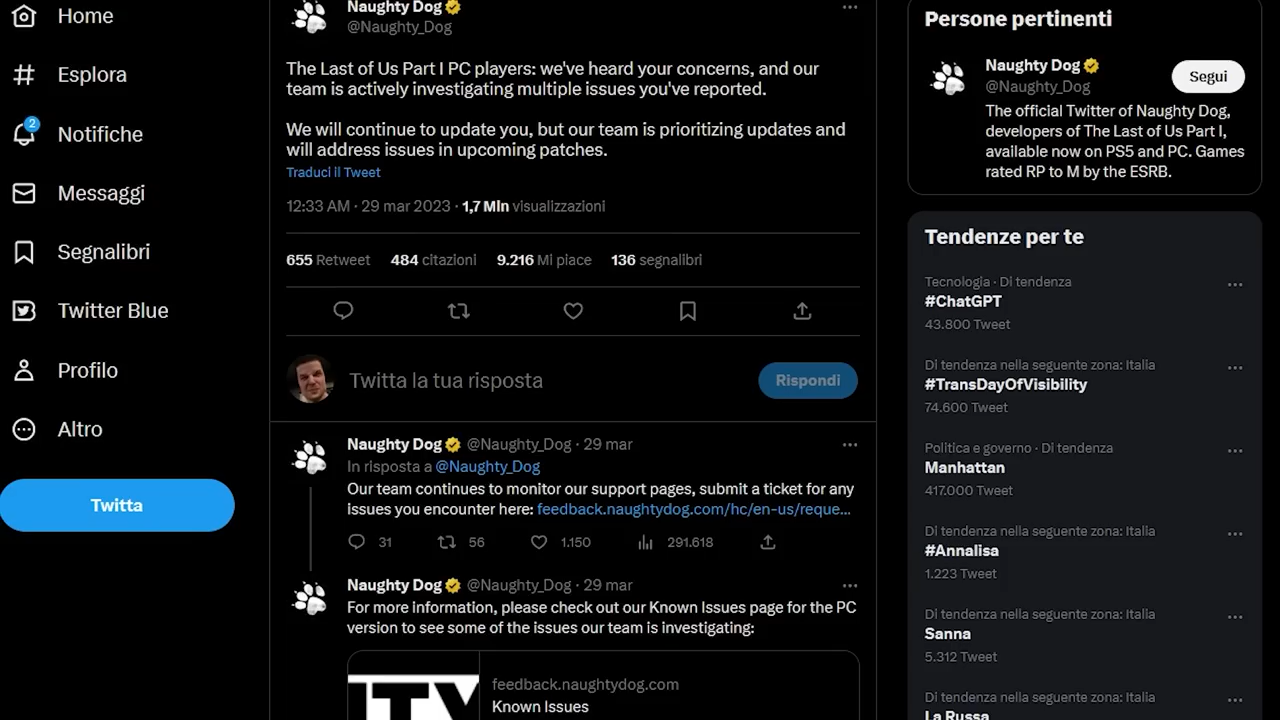 Home
Esplora
2
Notifiche
Messaggi
Segnalibri
Twitter Blue
Profilo
Altro
Twitta
Naughty Dog
@Naughty_Dog
The Last of Us Part I PC players: we've heard your concerns, and our
team is actively investigating multiple issues you've reported.
We will continue to update you, but our team is prioritizing updates and
will address issues in upcoming patches.
Traduci il Tweet
12:33 AM · 29 mar 2023 · 1,7 Mln visualizzazioni
655 Retweet 484 citazioni 9.216 Mi piace 136 segnalibri
Twitta la tua risposta
Rispondi
Naughty Dog @Naughty_Dog · 29 mar
In risposta a @Naughty_Dog
Our team continues to monitor our support pages, submit a ticket for any
issues you encounter here: feedback.naughtydog.com/hc/en-us/reque...
31 56 1.150 291.618
Naughty Dog @Naughty_Dog · 29 mar
For more information, please check out our Known Issues page for the PC
version to see some of the issues our team is investigating:
feedback.naughtydog.com
Known Issues
Persone pertinenti
Naughty Dog
@Naughty_Dog
Segui
The official Twitter of Naughty Dog,
developers of The Last of Us Part I,
available now on PS5 and PC. Games
rated RP to M by the ESRB.
Tendenze per te
Tecnologia · Di tendenza
#ChatGPT
43.800 Tweet
Di tendenza nella seguente zona: Italia
#TransDayOfVisibility
74.600 Tweet
Politica e governo · Di tendenza
Manhattan
417.000 Tweet
Di tendenza nella seguente zona: Italia
#Annalisa
1.223 Tweet
Di tendenza nella seguente zona: Italia
Sanna
5.312 Tweet
Di tendenza nella seguente zona: Italia
La Russa